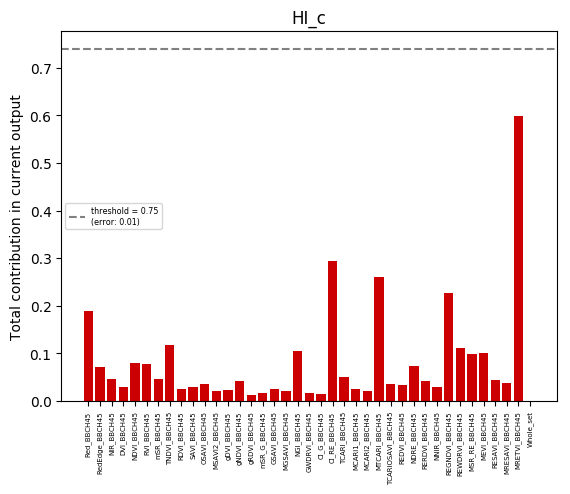 HI_c
Total contribution in current output
0.7
0.6
0.5
0.4
0.3
0.2
0.1
0.0
threshold = 0.75
(error: 0.01)
Red_BBCH45
RedEdge_BBCH45
NIR_BBCH45
DVI_BBCH45
NDVI_BBCH45
RVI_BBCH45
mSR_BBCH45
TNDVI_BBCH45
RDVI_BBCH45
SAVI_BBCH45
OSAVI_BBCH45
MSAVI2_BBCH45
gDVI_BBCH45
gNDVI_BBCH45
gRDVI_BBCH45
mSR_G_BBCH45
GSAVI_BBCH45
MGSAVI_BBCH45
NGI_BBCH45
GWDRVI_BBCH45
CI_G_BBCH45
CI_RE_BBCH45
TCARI_BBCH45
MCARI1_BBCH45
MCARI2_BBCH45
MTCARI_BBCH45
TCARIOSAVI_BBCH45
REDVI_BBCH45
NDRE_BBCH45
RERDVI_BBCH45
NNIR_BBCH45
REGNDVI_BBCH45
REWDRVI_BBCH45
MSR_RE_BBCH45
MEVI_BBCH45
RESAVI_BBCH45
MRESAVI_BBCH45
MRETVI_BBCH45
Whole_set